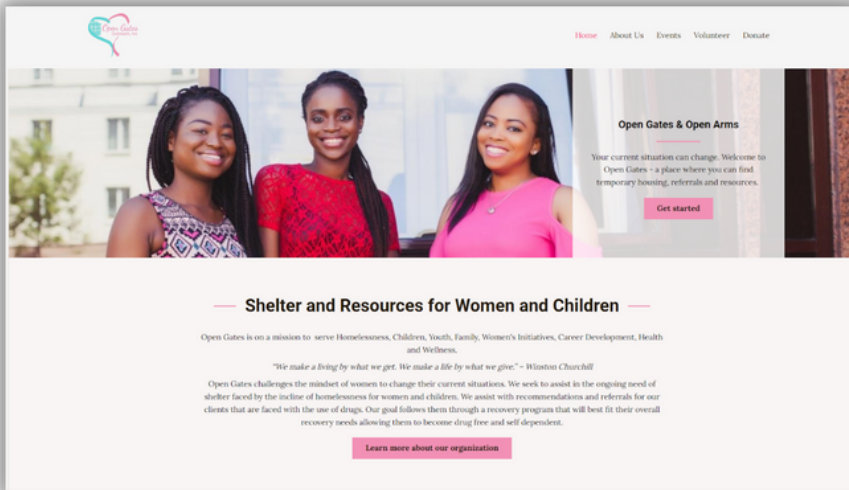 Open Gates
Home About Us Events Volunteer Donate
Open Gates & Open Arms
Your current situation can change. Welcome to
Open Gates - a place where you can find
temporary housing, referrals and resources.
Get started
Shelter and Resources for Women and Children
Open Gates is on a mission to serve Homelessness, Children, Youth, Family, Women's Initiatives, Career Development, Health
and Wellness.
"We make a living by what we get. We make a life by what we give." ~ Winston Churchill
Open Gates challenges the mindset of women to change their current situations. We seek to assist in the ongoing need of
shelter faced by the incline of homelessness for women and children. We assist with recommendations and referrals for our
clients that are faced with the use of drugs. Our goal follows them through a recovery program that will best fit their overall
recovery needs allowing them to become drug free and self dependent.
Learn more about our organization